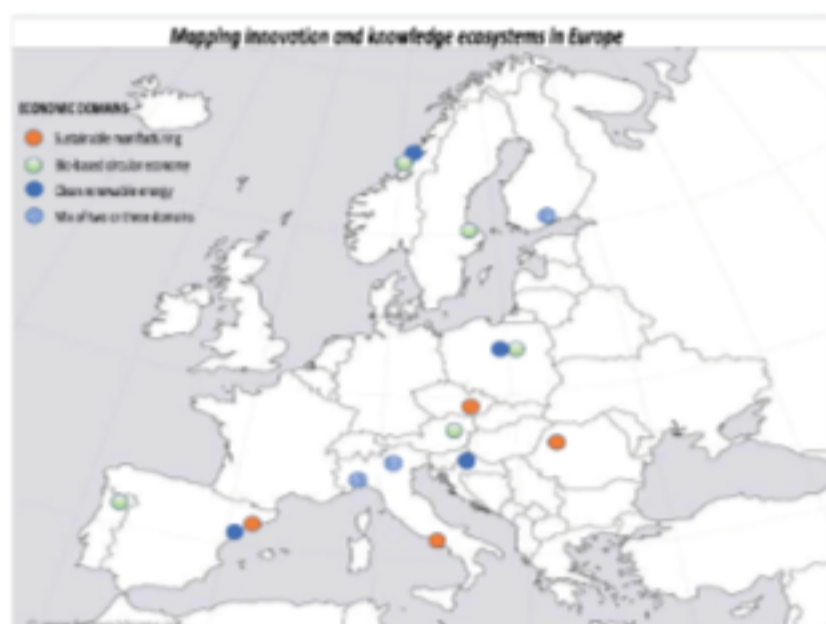 Mapping innovation and knowledge ecosystems in Europe
ECONOMIC DOMAINS
Sustainable manifacturing
Bio-based circular economy
Clean renewable energy
Mix of two or three domains